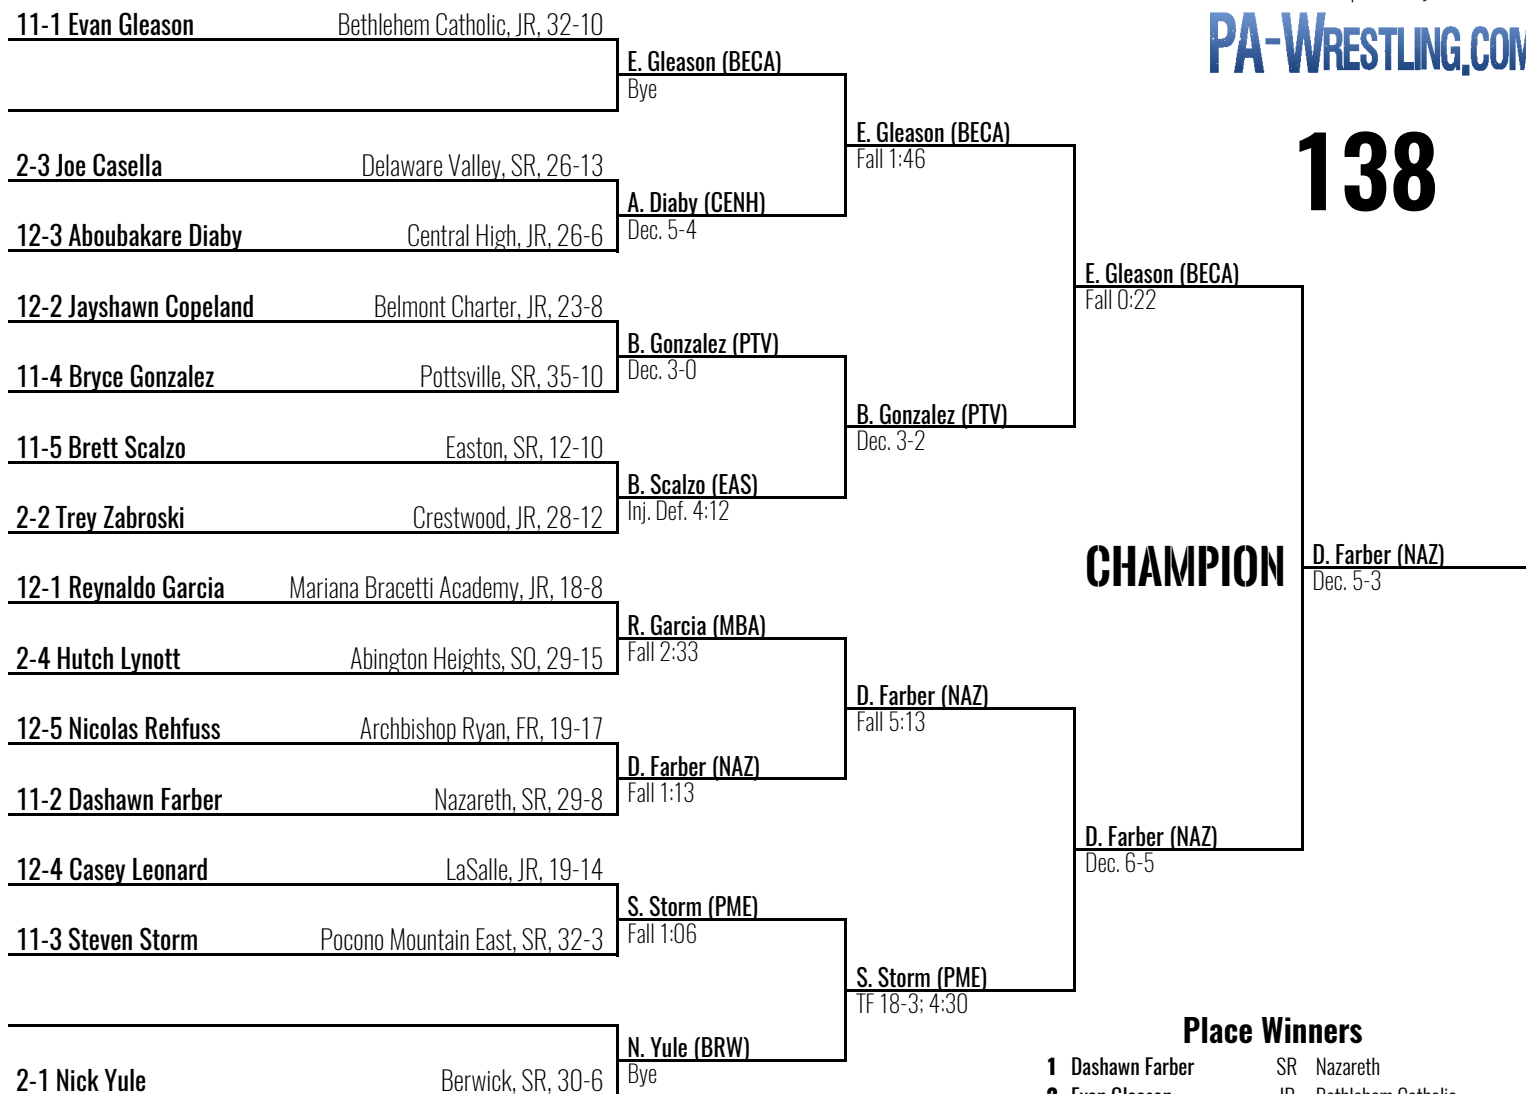 PA-WRESTLING.COM
138
11-1 Evan Gleason Bethlehem Catholic, JR, 32-10
E. Gleason (BECA)
Bye
2-3 Joe Casella Delaware Valley, SR, 26-13
A. Diaby (CENH)
Dec. 5-4
12-3 Aboubakare Diaby Central High, JR, 26-6
E. Gleason (BECA)
Fall 1:46
12-2 Jayshawn Copeland Belmont Charter, JR, 23-8
B. Gonzalez (PTV)
Dec. 3-0
11-4 Bryce Gonzalez Pottsville, SR, 35-10
11-5 Brett Scalzo Easton, SR, 12-10
B. Scalzo (EAS)
Inj. Def. 4:12
2-2 Trey Zabroski Crestwood, JR, 28-12
B. Gonzalez (PTV)
Dec. 3-2
E. Gleason (BECA)
Fall 0:22
12-1 Reynaldo Garcia Mariana Bracetti Academy, JR, 18-8
R. Garcia (MBA)
Fall 2:33
2-4 Hutch Lynott Abington Heights, SO, 29-15
12-5 Nicolas Rehfuss Archbishop Ryan, FR, 19-17
D. Farber (NAZ)
Fall 1:13
11-2 Dashawn Farber Nazareth, SR, 29-8
D. Farber (NAZ)
Fall 5:13
12-4 Casey Leonard LaSalle, JR, 19-14
S. Storm (PME)
Fall 1:06
11-3 Steven Storm Pocono Mountain East, SR, 32-3
N. Yule (BRW)
Bye
2-1 Nick Yule Berwick, SR, 30-6
S. Storm (PME)
TF 18-3; 4:30
D. Farber (NAZ)
Dec. 6-5
CHAMPION
D. Farber (NAZ)
Dec. 5-3
Place Winners
1 Dashawn Farber SR Nazareth
2 Evan Gleason JR Bethlehem Catholic